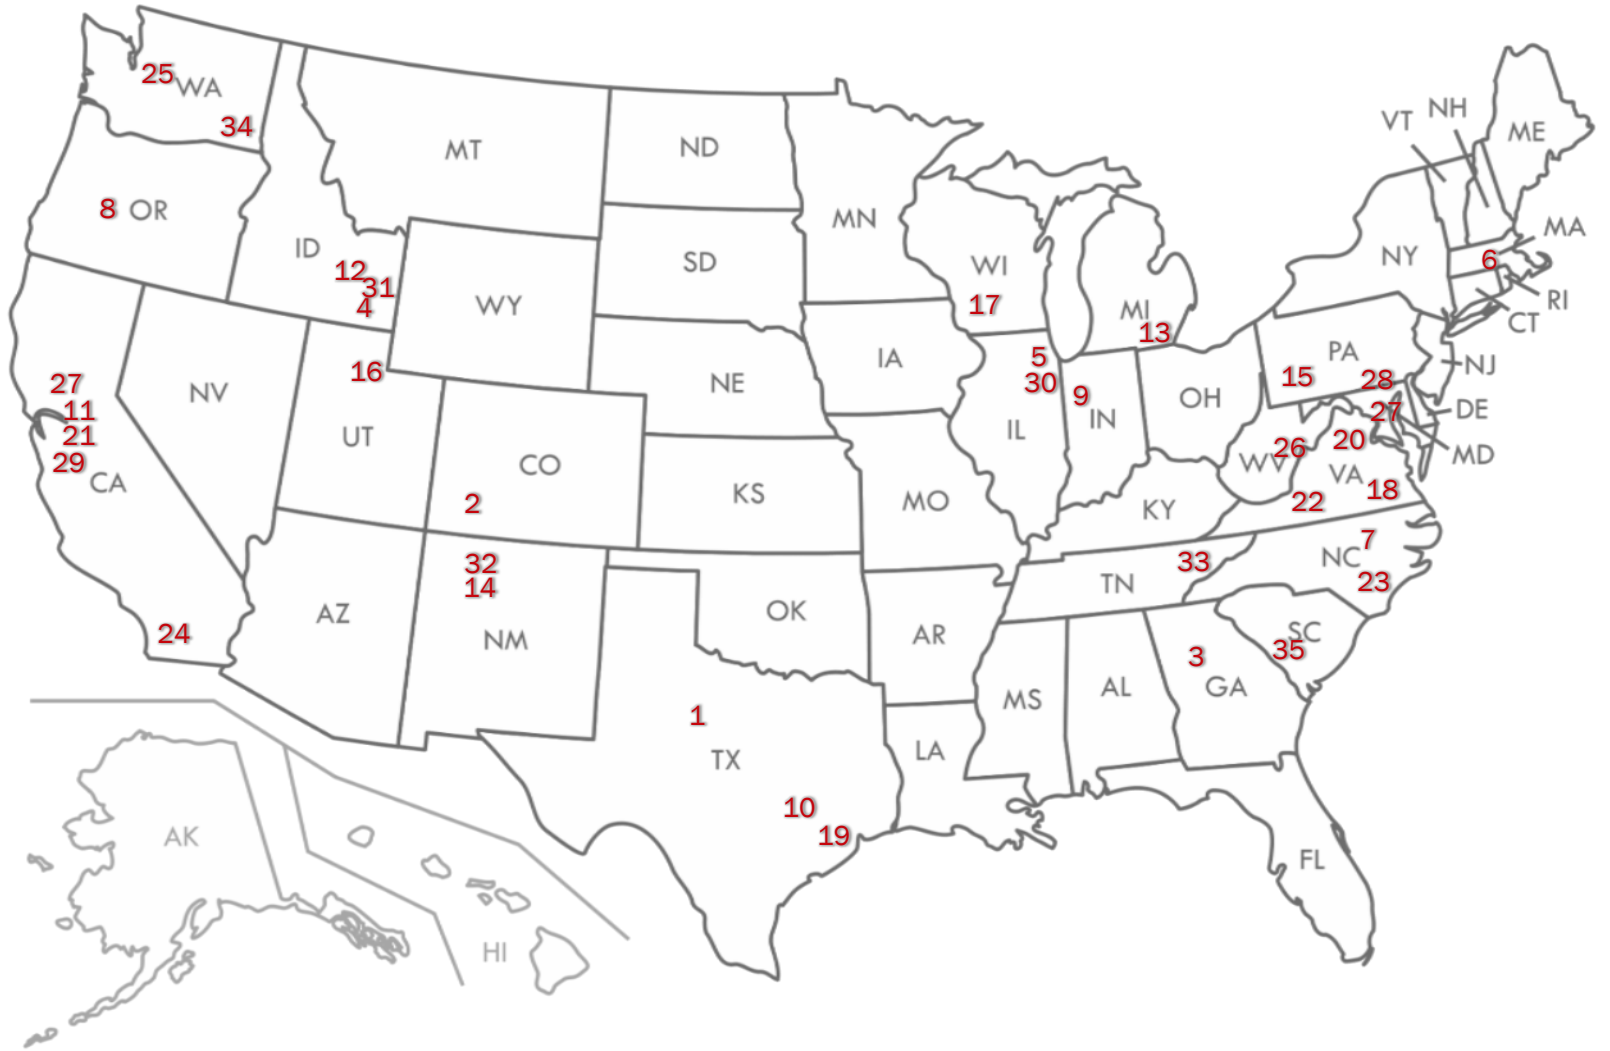 NH
VT
25
WA
ME
34
ND
MT
8
OR
MN
MA
ID
NY
6
SD
WI
12
31
RI
4
WY
17
MI
CT
13
PA
5
IA
NJ
16
15
28
27
30
NE
NV
9
OH
DE
11
27
IN
21
UT
IL
20
26
MD
29
CO
WV
VA
CA
KS
18
2
MO
22
KY
7
32
33
NC
14
TN
23
AZ
OK
24
NM
AR
SC
35
3
AL
GA
MS
1
LA
TX
10
AK
19
FL
HI